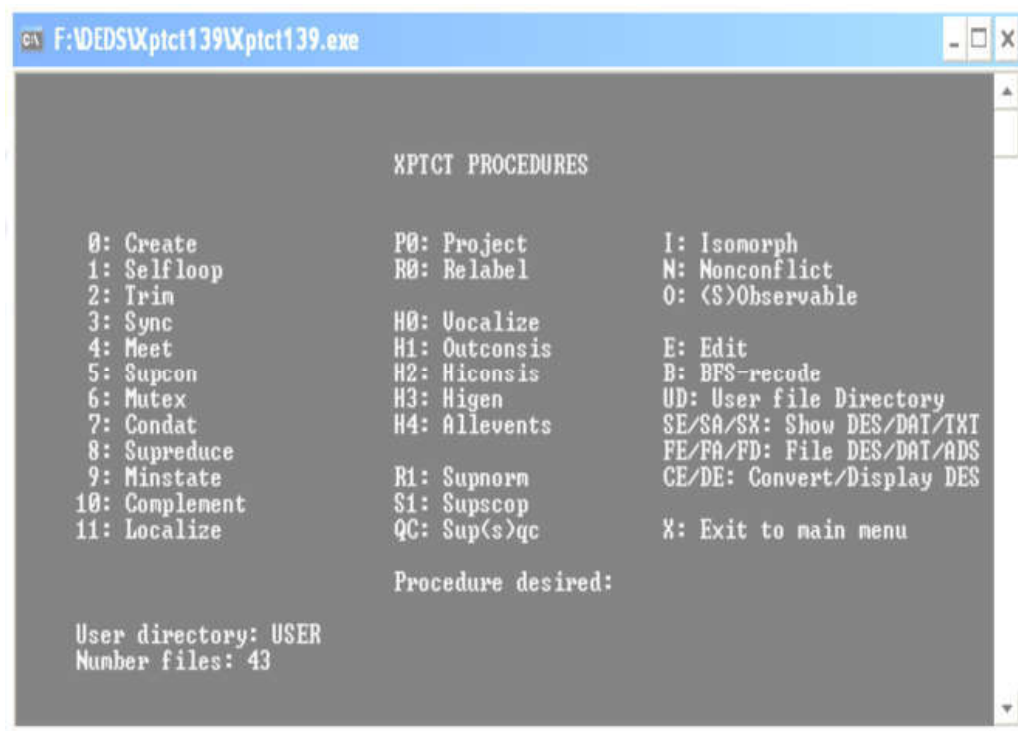 F:\DEDS\Xptct139\Xptct139.exe
XPTCT PROCEDURES
0: Create
1: Selfloop
2: Trim
3: Sync
4: Meet
5: Supcon
6: Mutex
7: Condat
8: Supreduce
9: Minstate
10: Complement
11: Localize
P0: Project
R0: Relabel
H0: Vocalize
H1: Outconsis
H2: Hiconsis
H3: Higen
H4: Allevents
R1: Supnorm
S1: Supscop
QC: Sup(s)qc
I: Isomorph
N: Nonconflict
O: (S)Observable
E: Edit
B: BFS-recode
UD: User file Directory
SE/SA/SX: Show DES/DAT/TXT
FE/FA/FD: File DES/DAT/ADS
CE/DE: Convert/Display DES
X: Exit to main menu
Procedure desired:
User directory: USER
Number files: 43